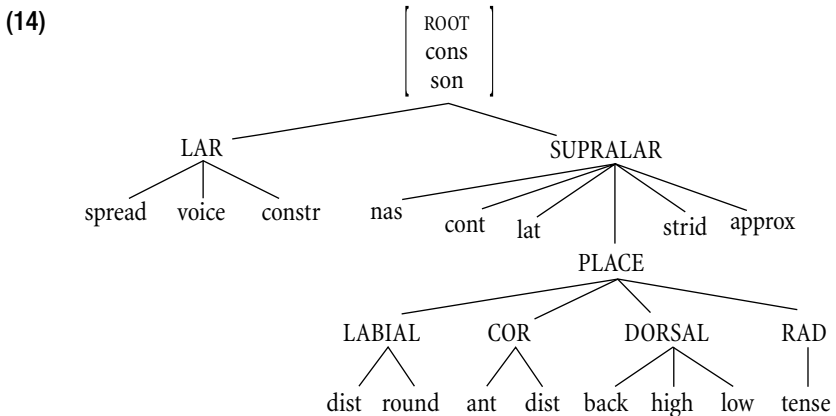 (14)
ROOT
cons
son
LAR SUPRALAR
spread voice constr nas cont lat strid approx
PLACE
LABIAL COR DORSAL RAD
dist round ant dist back high low tense